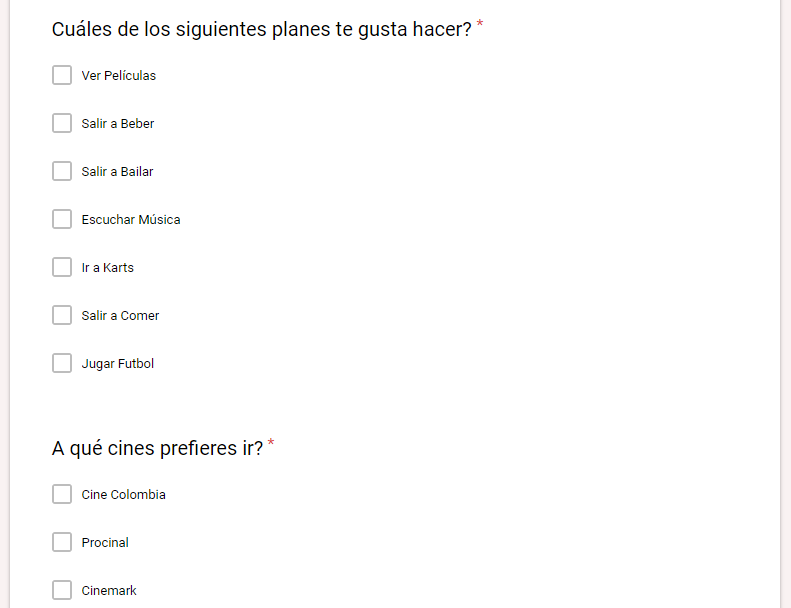 Cuáles de los siguientes planes te gusta hacer? *
Ver Películas
Salir a Beber
Salir a Bailar
Escuchar Música
Ir a Karts
Salir a Comer
Jugar Futbol
A qué cines prefieres ir? *
Cine Colombia
Procinal
Cinemark